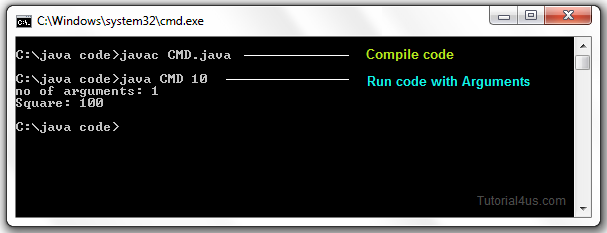 C:\Windows\system32\cmd.exe
C:\java code>javac CMD.java
Compile code
C:\java code>java CMD 10
Run code with Arguments
no of arguments: 1
Square: 100
C:\java code>
Tutorial4us.com